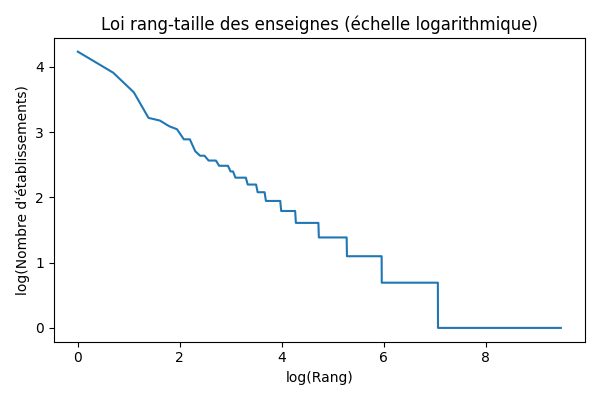 Loi rang-taille des enseignes (échelle logarithmique)
log(Nombre d'établissements)
4
3
2
1
0
0 2 4 6 8
log(Rang)